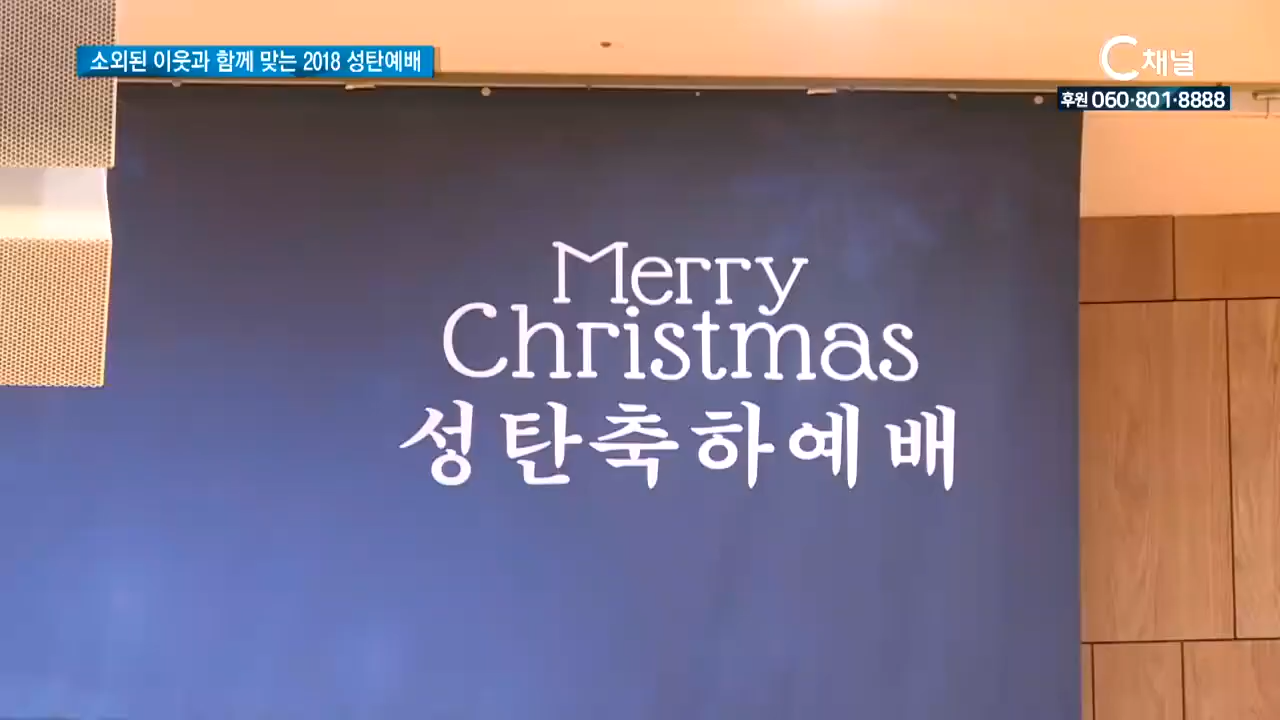 소외된 이웃과 함께 맞는 2018 성탄예배
C채널
후원 060·801·8888
Merry
Christmas
성탄축하예배